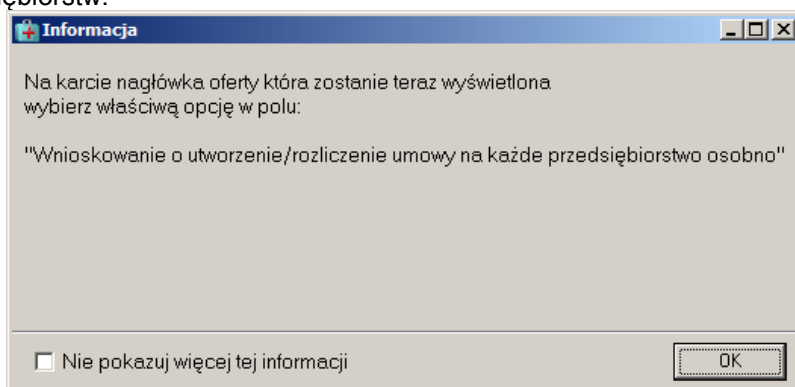 ębiorstw.
Informacja
Na karcie nagłówka oferty która zostanie teraz wyświetlona
wybierz właściwą opcję w polu:
"Wnioskowanie o utworzenie/rozliczenie umowy na każde przedsiębiorstwo osobno"
Nie pokazuj więcej tej informacji
OK